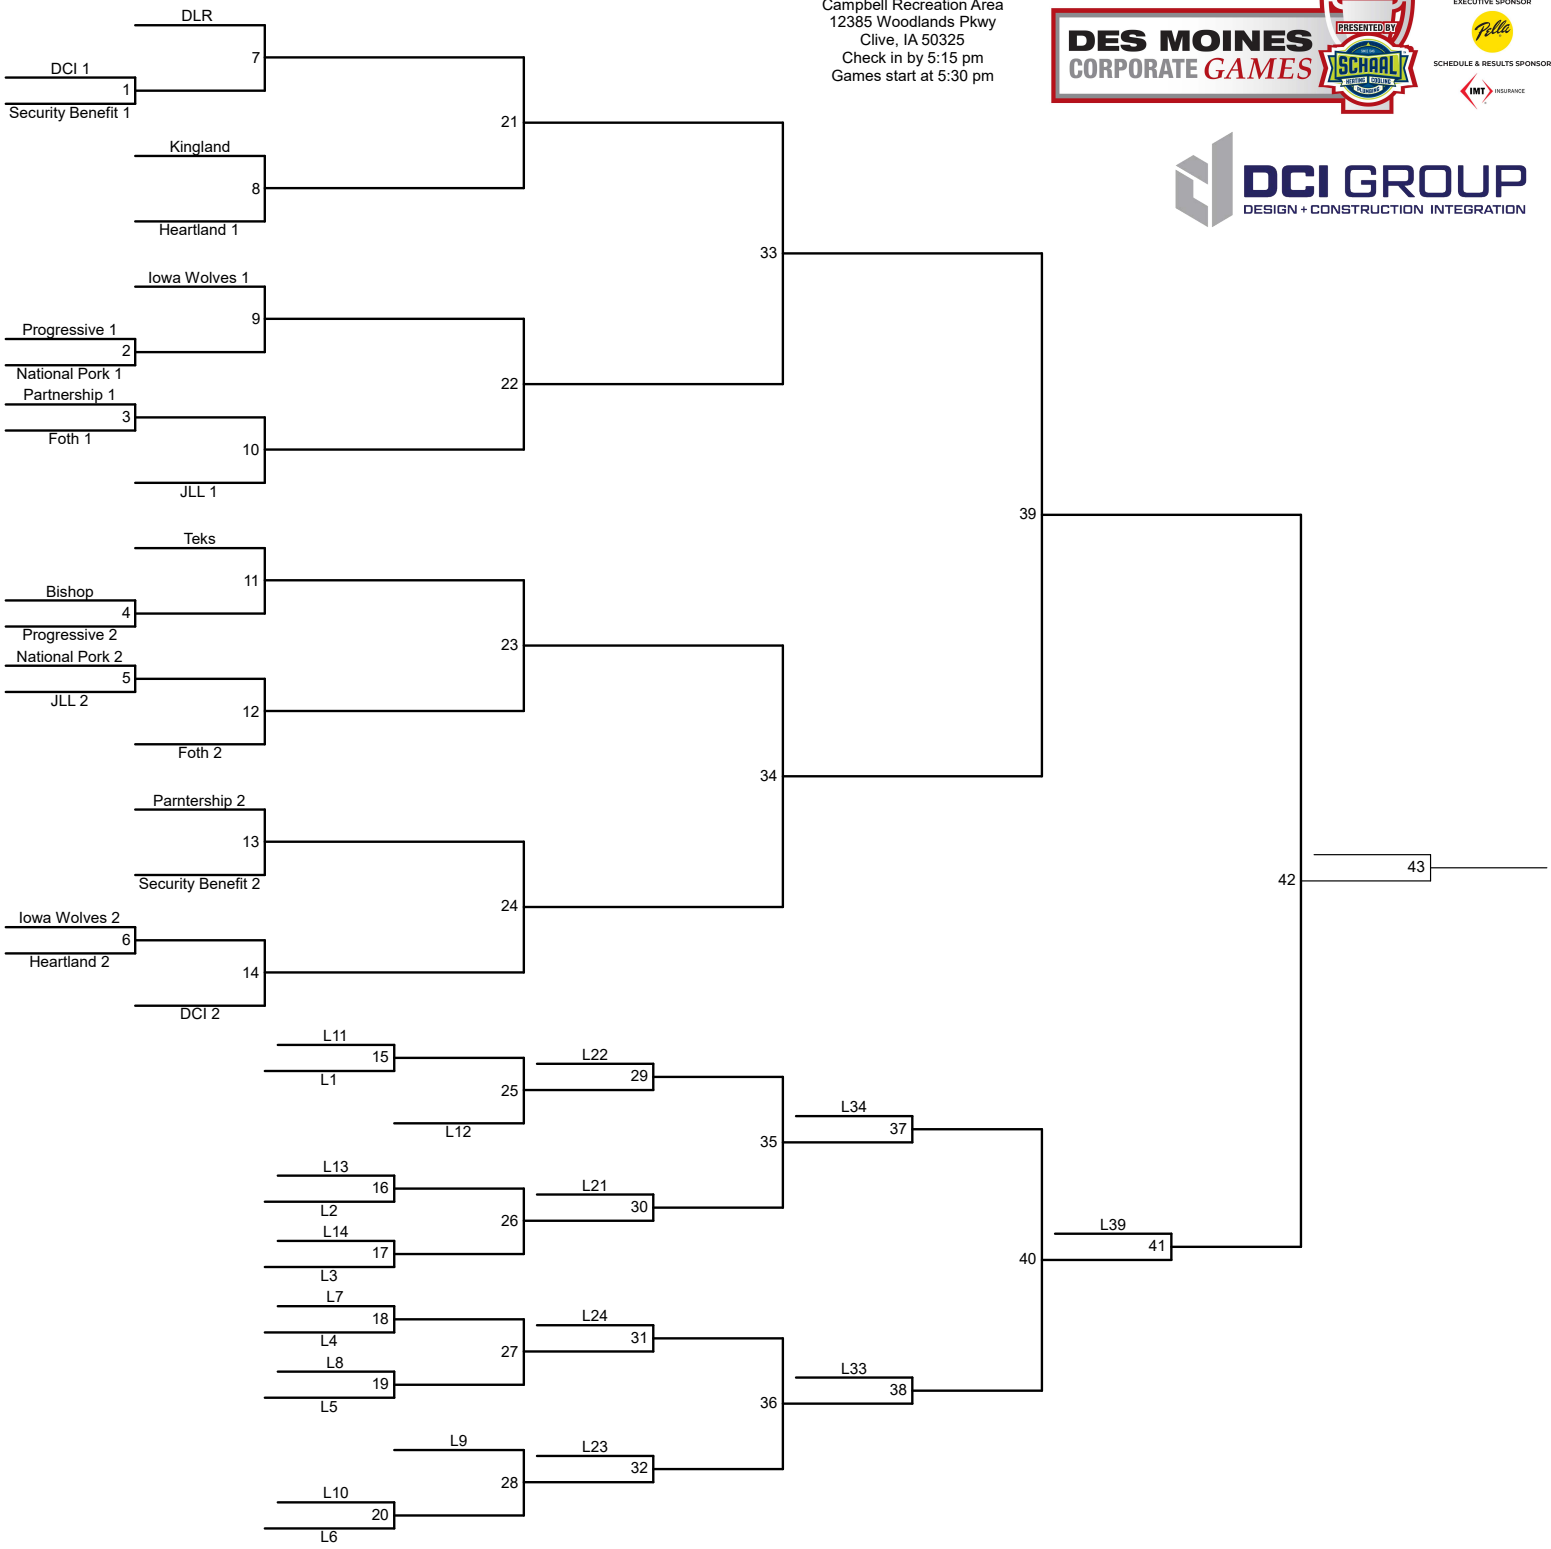 Campbell Recreation Area
12385 Woodlands Pkwy
Clive, IA 50325
Check in by 5:15 pm
Games start at 5:30 pm
DES MOINES
CORPORATE GAMES
PRESENTED BY
SCHAAL
HEATING COOLING
PLUMBING
EXECUTIVE SPONSOR
Pella
SCHEDULE & RESULTS SPONSOR
IMT INSURANCE
DCI GROUP
DESIGN + CONSTRUCTION INTEGRATION
DLR
7
DCI 1
1
Security Benefit 1
21
Kingland
8
Heartland 1
33
Iowa Wolves 1
9
Progressive 1
2
National Pork 1
22
Partnership 1
3
Foth 1
10
JLL 1
39
Teks
11
Bishop
4
Progressive 2
23
National Pork 2
5
JLL 2
12
Foth 2
34
Parntership 2
13
Security Benefit 2
24
Iowa Wolves 2
6
Heartland 2
14
DCI 2
42
43
L11
15
L1
25
L12
L22
29
L34
37
35
L13
16
L2
26
L21
30
L14
17
L3
L39
41
40
L7
18
L4
27
L24
31
L8
19
L5
L33
38
36
L9
28
L23
32
L10
20
L6